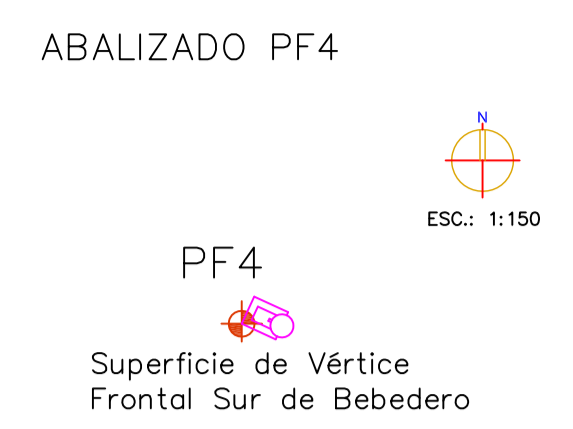 ABALIZADO PF4
N
ESC.: 1:150
PF4
Superficie de Vértice
Frontal Sur de Bebedero